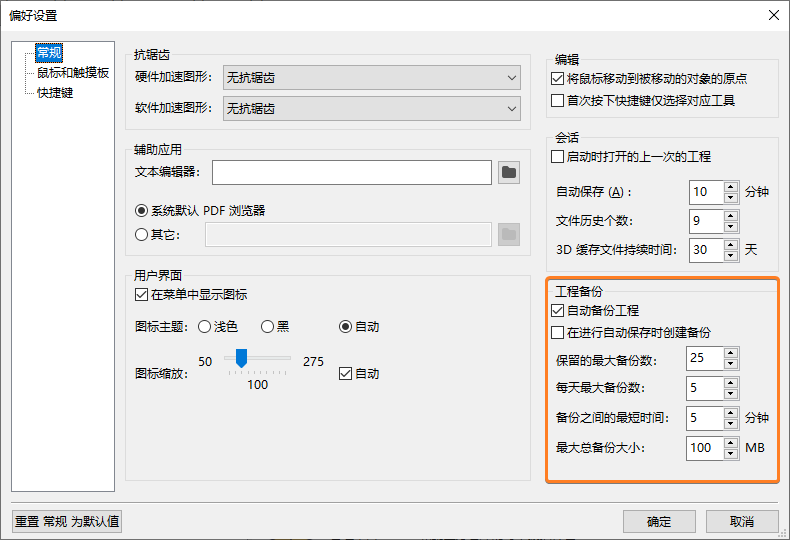 偏好设置
常规
鼠标和触摸板
快捷键
抗锯齿
硬件加速图形: 无抗锯齿
软件加速图形: 无抗锯齿
辅助应用
文本编辑器:
系统默认 PDF 浏览器
其它:
用户界面
在菜单中显示图标
图标主题: 浅色 黑 自动
图标缩放: 50 275 自动
100
编辑
将鼠标移动到被移动的对象的原点
首次按下快捷键仅选择对应工具
会话
启动时打开的上一次的工程
自动保存 (A) : 10 分钟
文件历史个数: 9
3D 缓存文件持续时间: 30 天
工程备份
自动备份工程
在进行自动保存时创建备份
保留的最大备份数: 25
每天最大备份数: 5
备份之间的最短时间: 5 分钟
最大总备份大小: 100 MB
重置 常规 为默认值 确定 取消